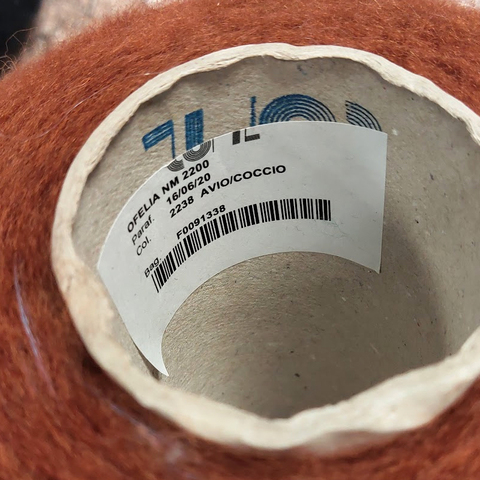 OFELIA NM 2200
Paraf. 16/06/20
Col. 2238 AVIO/COCCIO
Bag F0091338